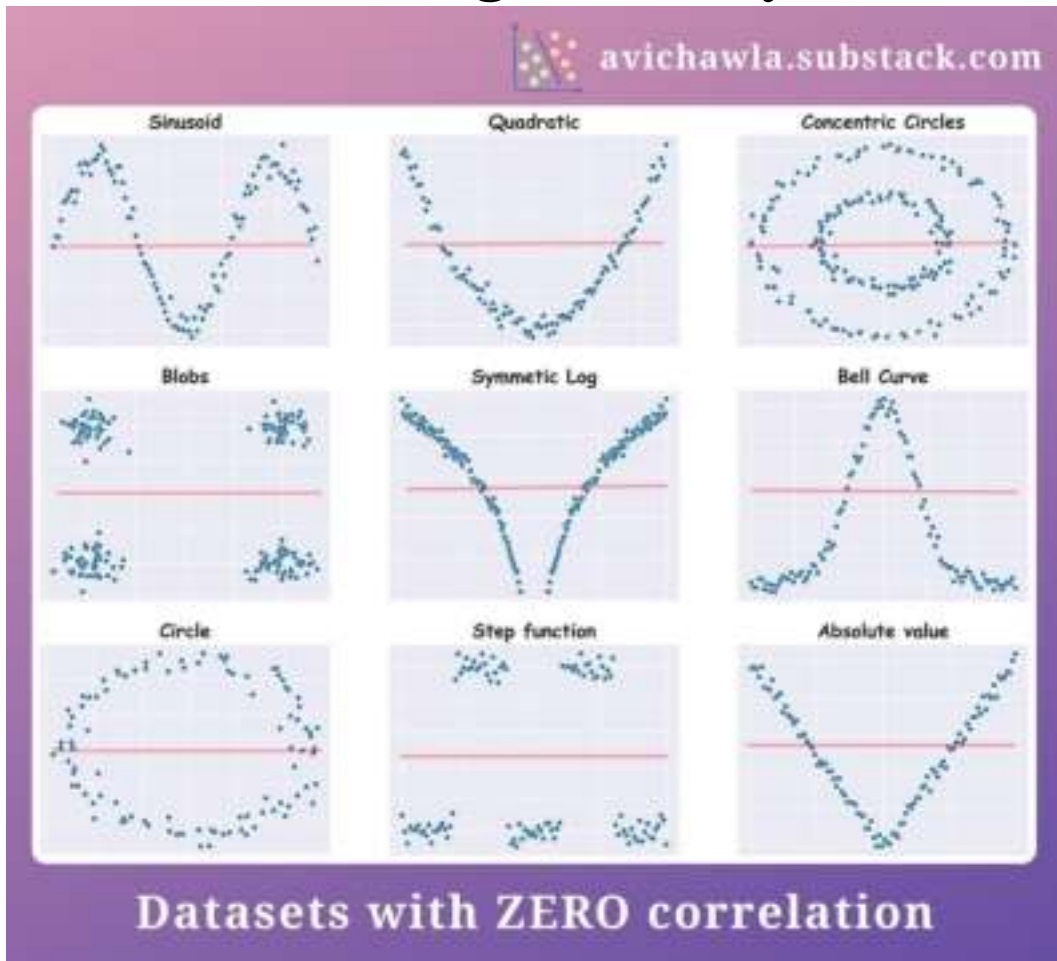 avichawla.substack.com
Sinusoid
Quadratic
Concentric Circles
Blobs
Symmetic Log
Bell Curve
Circle
Step function
Absolute value
Datasets with ZERO correlation